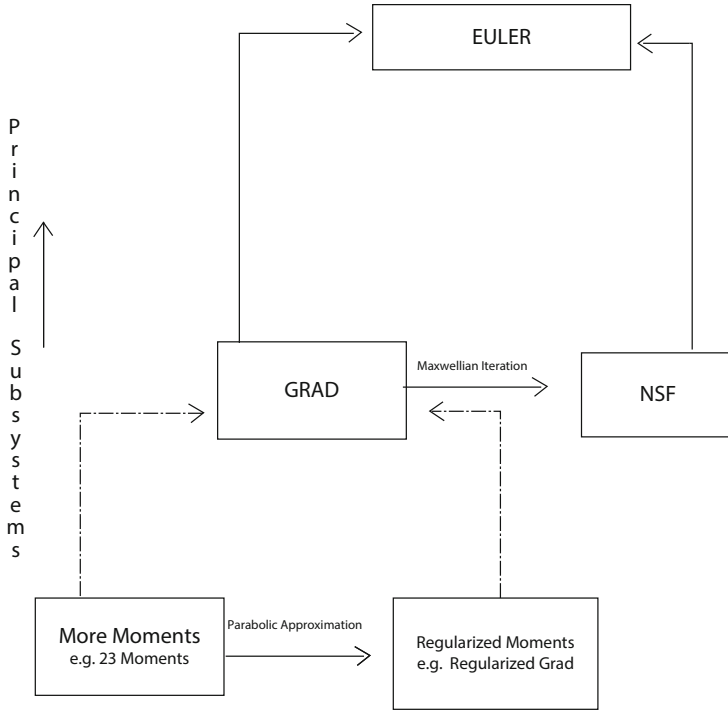 EULER
Principal Subsystems
GRAD
Maxwellian Iteration
NSF
More Moments
e.g. 23 Moments
Parabolic Approximation
Regularized Moments
e.g. Regularized Grad